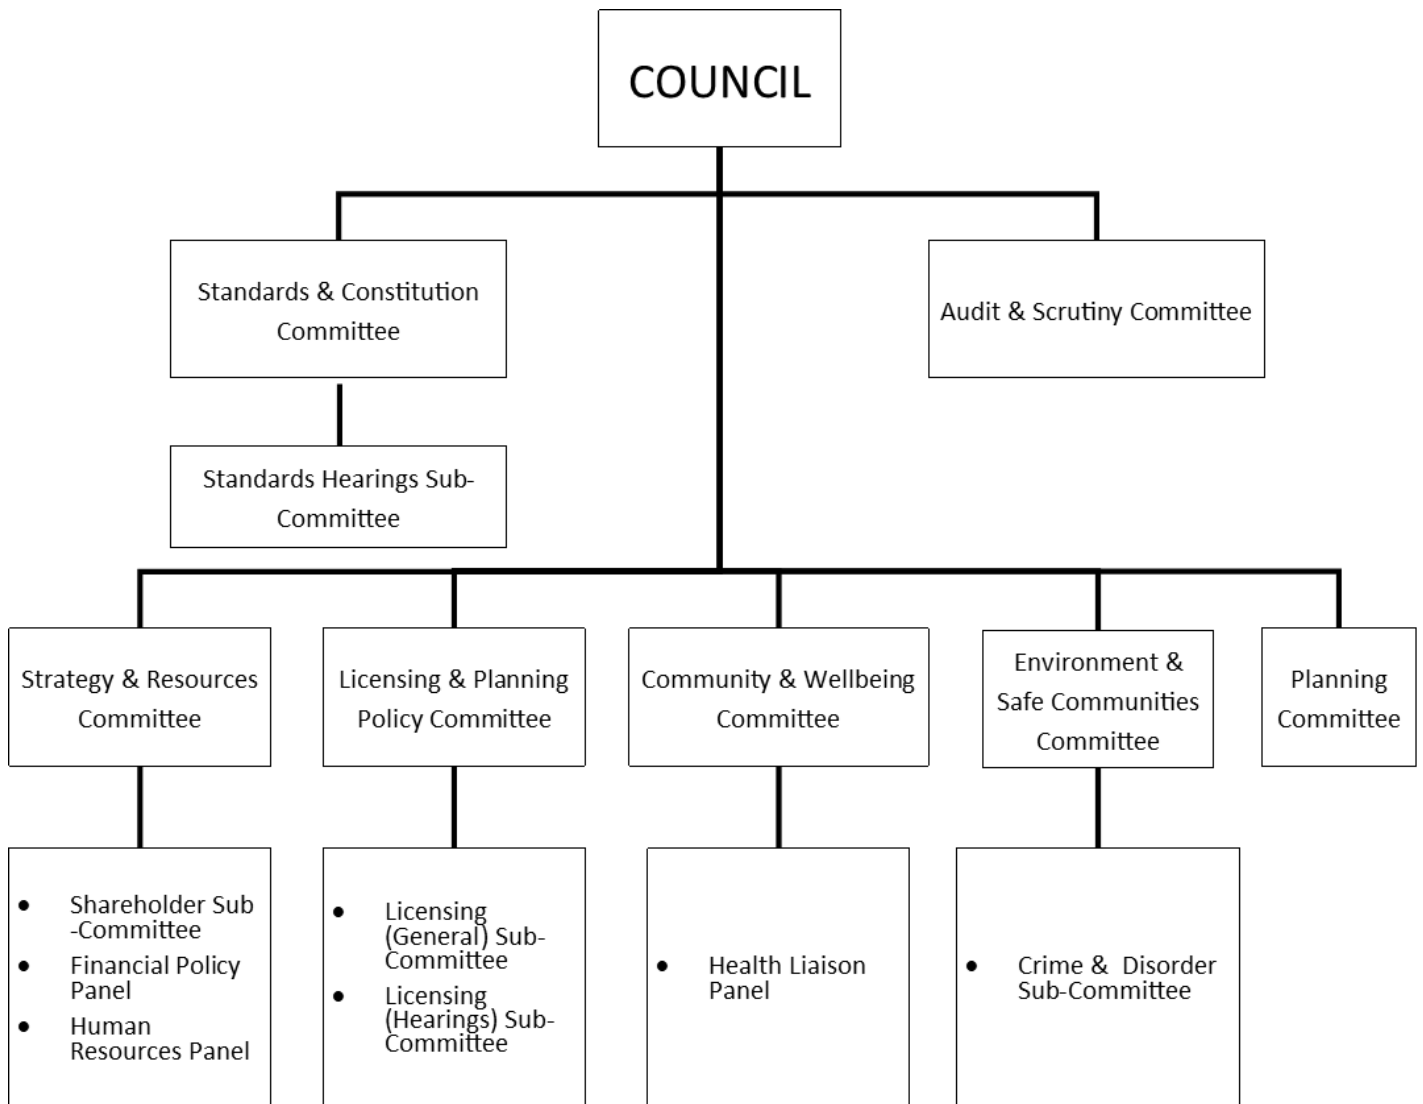 COUNCIL
Standards & Constitution
Committee
Audit & Scrutiny Committee
Standards Hearings Sub-
Committee
Strategy & Resources
Committee
Licensing & Planning
Policy Committee
Community & Wellbeing
Committee
Environment &
Safe Communities
Committee
Planning
Committee
• Shareholder Sub
-Committee
• Financial Policy
Panel
• Human
Resources Panel
• Licensing
(General) Sub-
Committee
• Licensing
(Hearings) Sub-
Committee
• Health Liaison
Panel
• Crime &  Disorder
Sub-Committee